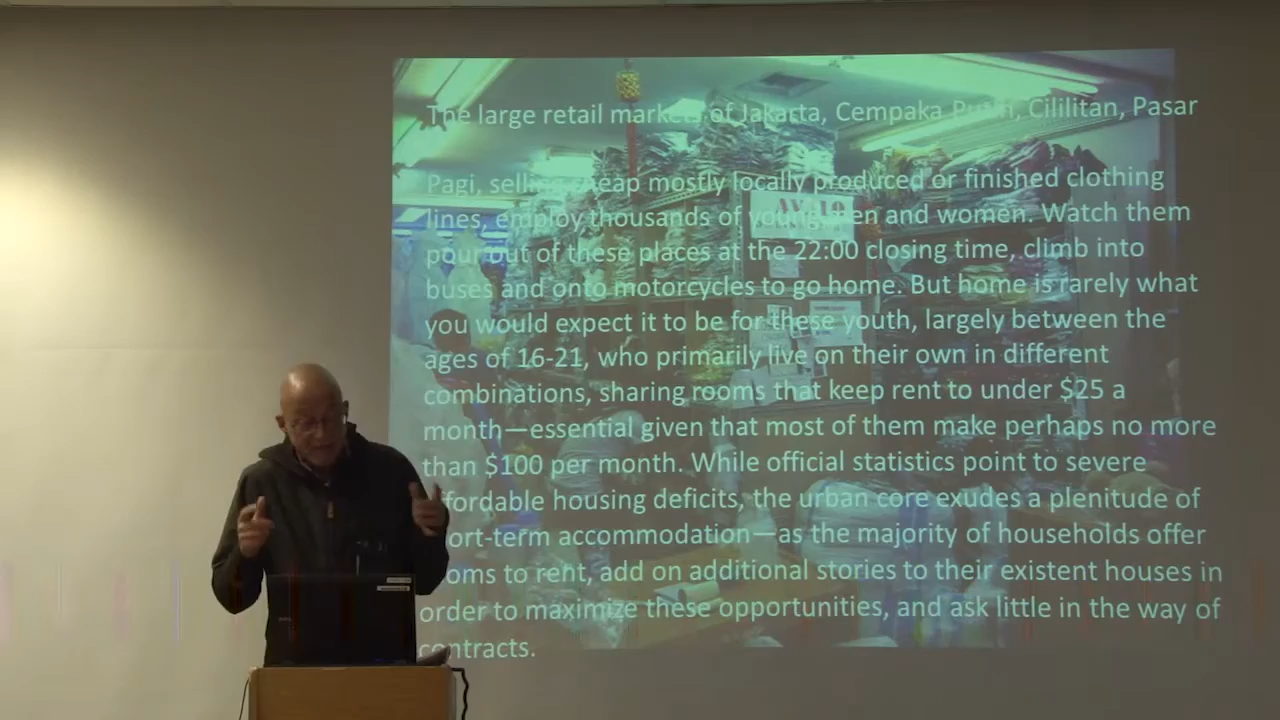 The large retail markets of Jakarta, Cempaka Putih, Cililitan, Pasar
Pagi, selling cheap mostly locally produced or finished clothing
lines, employ thousands of young men and women. Watch them
pour out of these places at the 22:00 closing time, climb into
buses and onto motorcycles to go home. But home is rarely what
you would expect it to be for these youth, largely between the
ages of 16-21, who primarily live on their own in different
combinations, sharing rooms that keep rent to under $25 a
month—essential given that most of them make perhaps no more
than $100 per month. While official statistics point to severe
ffordable housing deficits, the urban core exudes a plenitude of
ort-term accommodation—as the majority of households offer
ooms to rent, add on additional stories to their existent houses in
order to maximize these opportunities, and ask little in the way of
contracts.